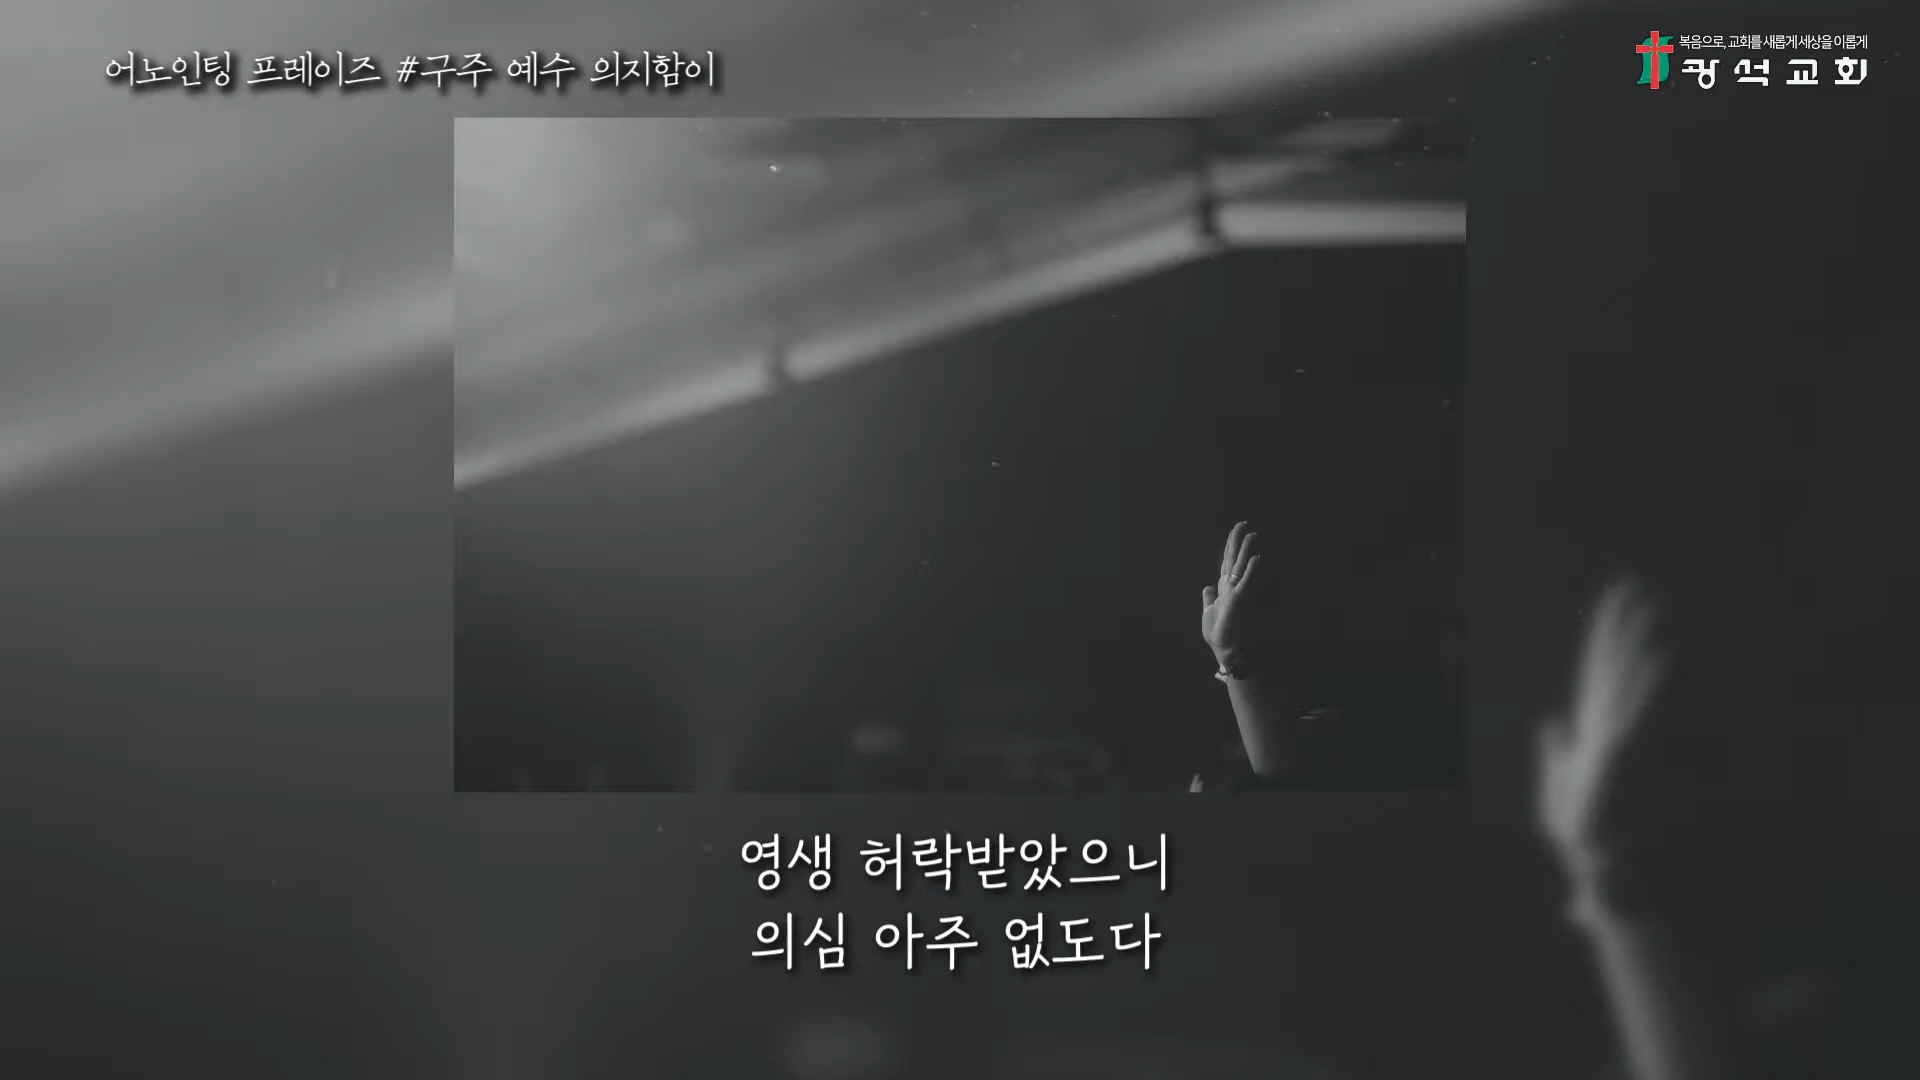 어노인팅 프레이즈 #구주 예수 의지함이
복음으로, 교회를 새롭게 세상을 이롭게
광석교회
영생 허락받았으니
의심 아주 없도다